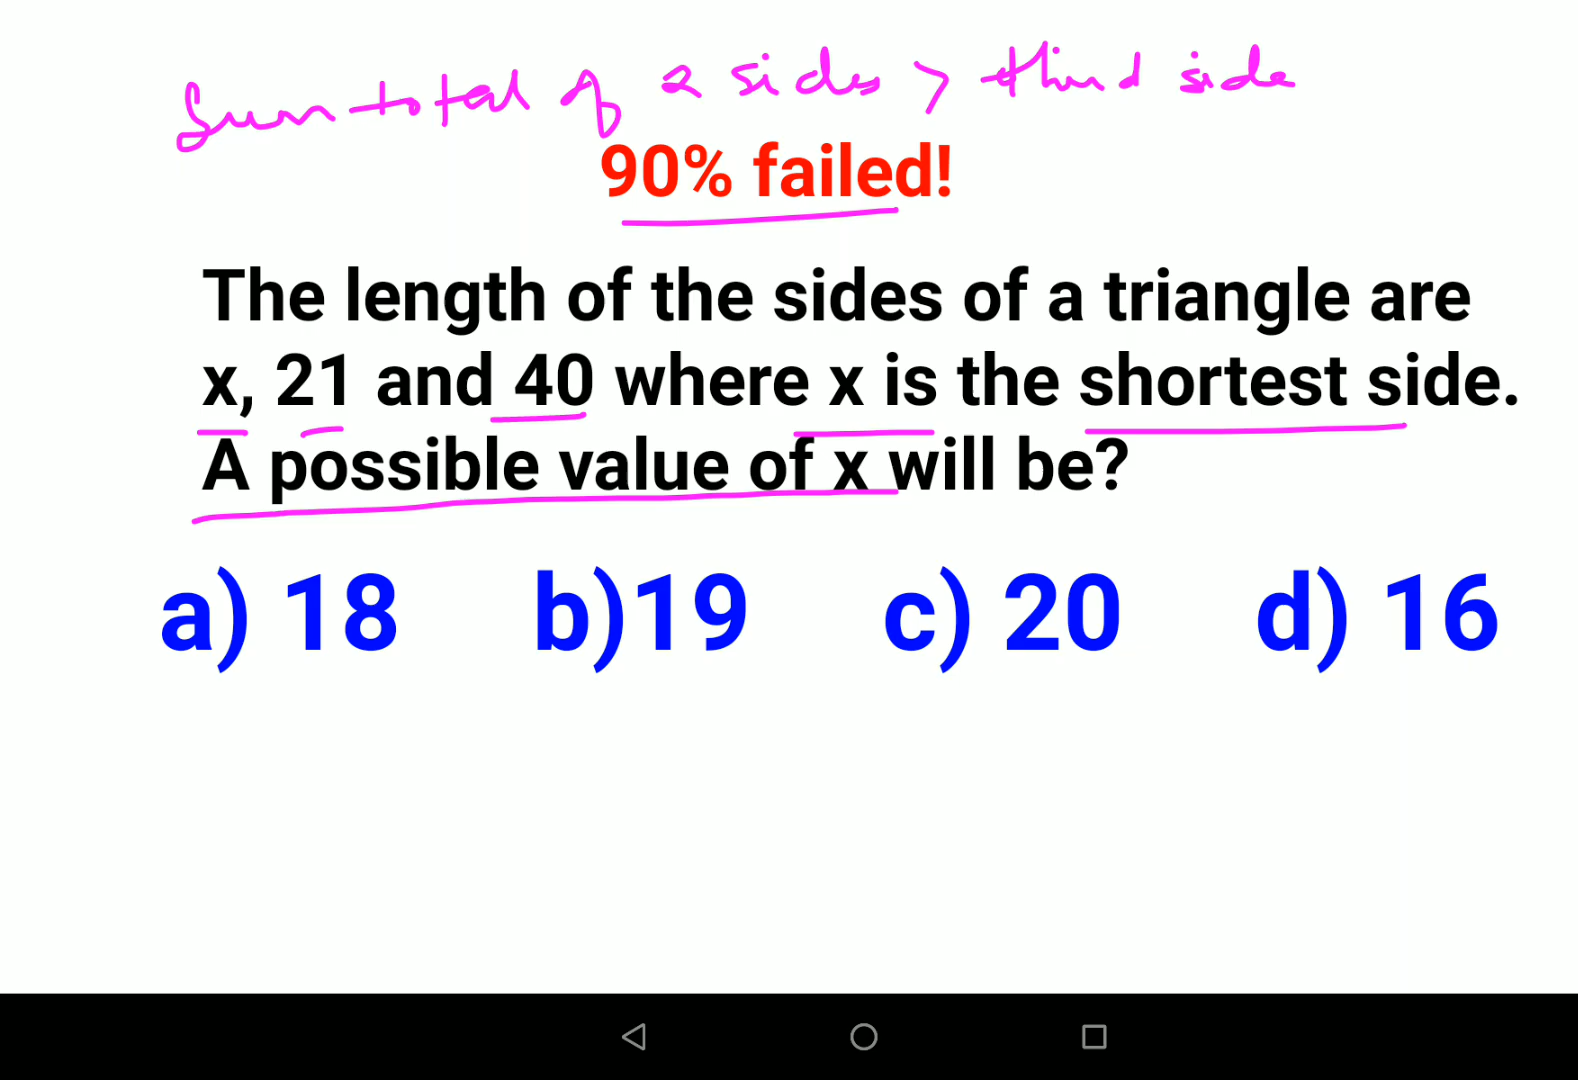 Sum total of 2 sides > third side
90% failed!
The length of the sides of a triangle are
x, 21 and 40 where x is the shortest side.
A possible value of x will be?
a) 18 b)19 c) 20 d) 16